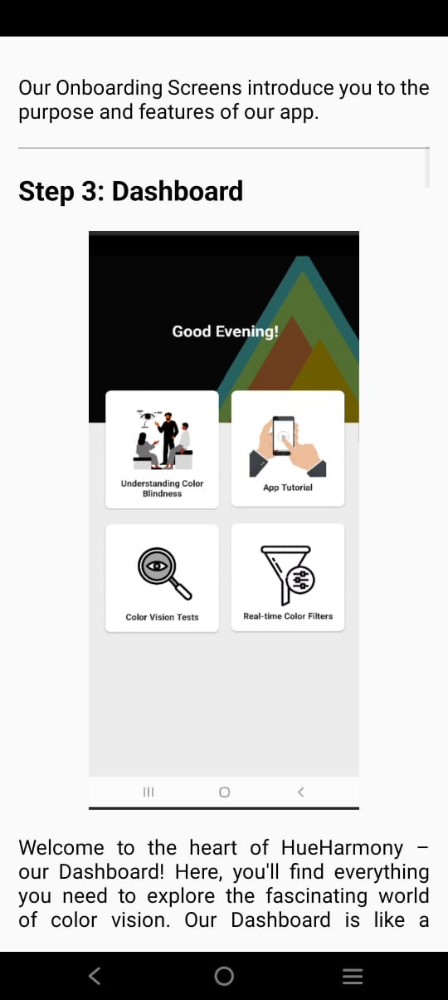 Our Onboarding Screens introduce you to the
purpose and features of our app.
Step 3: Dashboard
Good Evening!
Understanding Color
Blindness
App Tutorial
Color Vision Tests
Real-time Color Filters
Welcome to the heart of HueHarmony –
our Dashboard! Here, you'll find everything
you need to explore the fascinating world
of color vision. Our Dashboard is like a